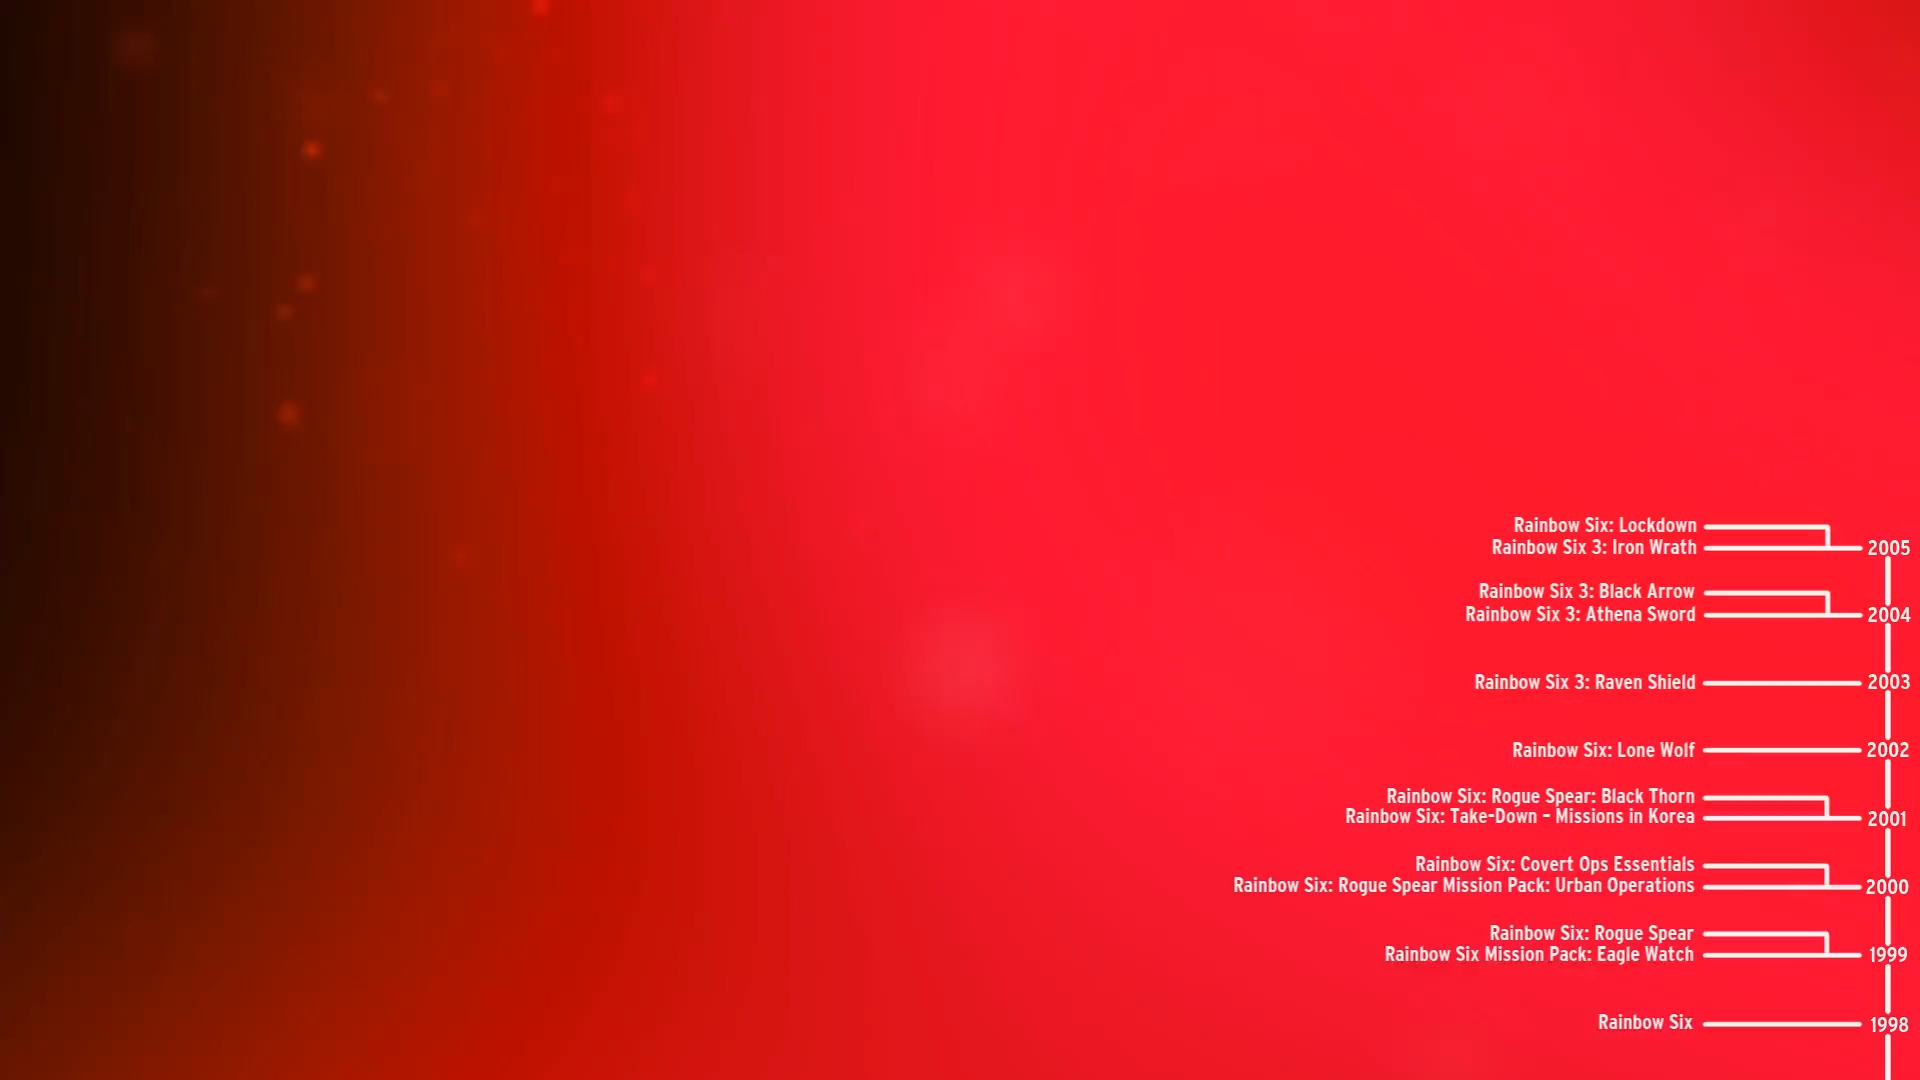 Rainbow Six: Lockdown
Rainbow Six 3: Iron Wrath
2005
Rainbow Six 3: Black Arrow
Rainbow Six 3: Athena Sword
2004
Rainbow Six 3: Raven Shield
2003
Rainbow Six: Lone Wolf
2002
Rainbow Six: Rogue Spear: Black Thorn
Rainbow Six: Take-Down - Missions in Korea
2001
Rainbow Six: Covert Ops Essentials
Rainbow Six: Rogue Spear Mission Pack: Urban Operations
2000
Rainbow Six: Rogue Spear
Rainbow Six Mission Pack: Eagle Watch
1999
Rainbow Six
1998